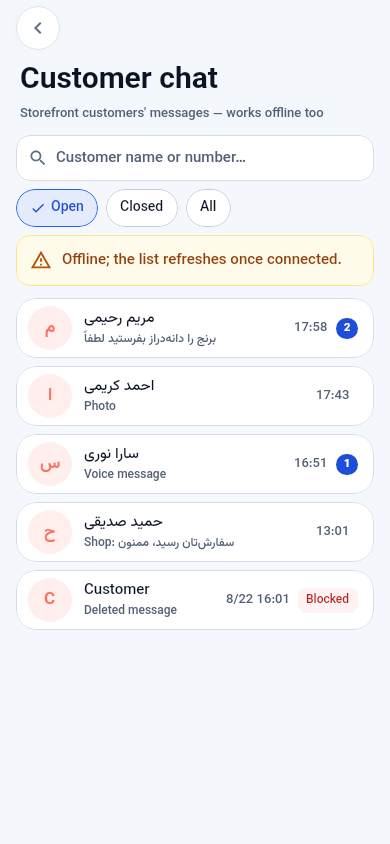 Customer chat
Storefront customers' messages — works offline too
Customer name or number…
Open
Closed
All
Offline; the list refreshes once connected.
م
مریم رحیمی
برنج را دانه‌دراز بفرستید لطفاً
17:58
2
ا
احمد کریمی
Photo
17:43
س
سارا نوری
Voice message
16:51
1
ح
حمید صدیقی
Shop: سفارش‌تان رسید، ممنون
13:01
C
Customer
Deleted message
8/22 16:01
Blocked